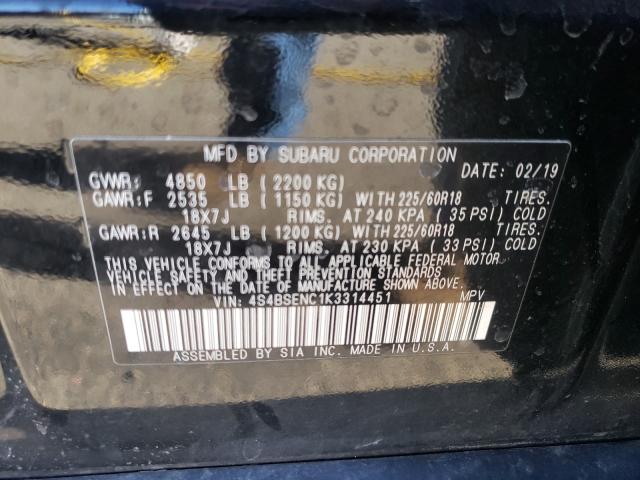 MFD BY SUBARU CORPORATION
DATE: 02/19
GVWR: 4850 LB (2200 KG)
GAWR:F 2535 LB (1150 KG) WITH 225/60R18 TIRES.
18X7J RIMS. AT 240 KPA (35 PSI) COLD
GAWR:R 2645 LB (1200 KG) WITH 225/60R18 TIRES.
18X7J RIMS. AT 230 KPA (33 PSI) COLD
THIS VEHICLE CONFORMS TO ALL APPLICABLE FEDERAL MOTOR
VEHICLE SAFETY AND THEFT PREVENTION STANDARDS
IN EFFECT ON THE DATE OF MANUFACTURE SHOWN ABOVE.
VIN: 4S4BSENC1K3314451 MPV
ASSEMBLED BY SIA INC. MADE IN U.S.A.